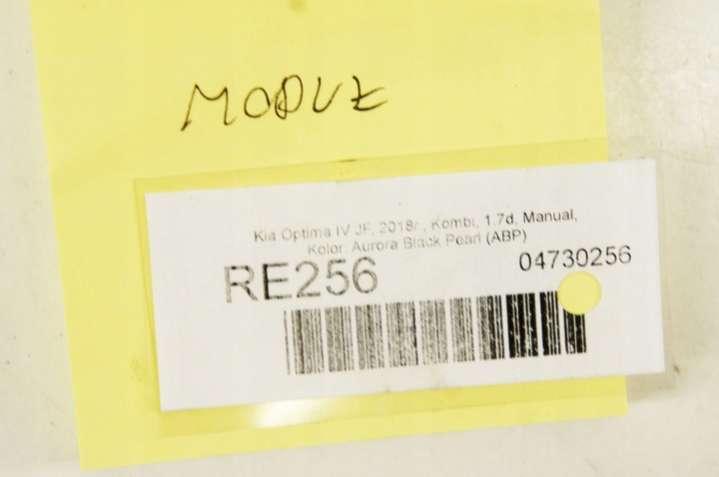 MODUŁ
Kia Optima IV JF, 2018r., Kombi, 1.7d, Manual,
Kolor: Aurora Black Pearl (ABP)
RE256
04730256